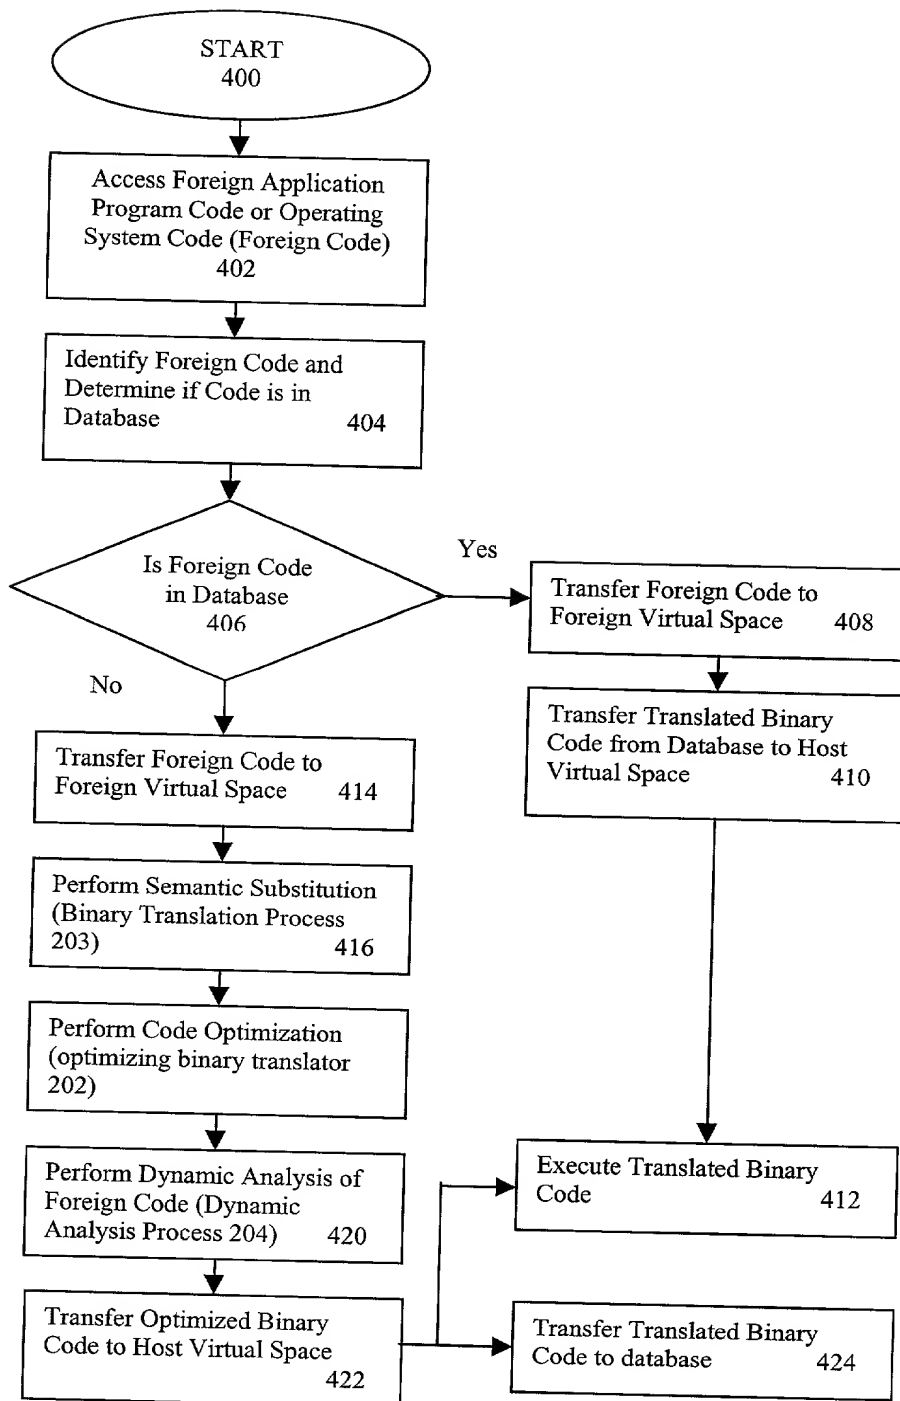 START
400
Access Foreign Application
Program Code or Operating
System Code (Foreign Code)
402
Identify Foreign Code and
Determine if Code is in
Database 404
Is Foreign Code
in Database
406
Yes
No
Transfer Foreign Code to
Foreign Virtual Space 408
Transfer Translated Binary
Code from Database to Host
Virtual Space 410
Transfer Foreign Code to
Foreign Virtual Space 414
Perform Semantic Substitution
(Binary Translation Process
203) 416
Perform Code Optimization
(optimizing binary translator
202)
Perform Dynamic Analysis of
Foreign Code (Dynamic
Analysis Process 204) 420
Transfer Optimized Binary
Code to Host Virtual Space
422
Execute Translated Binary
Code 412
Transfer Translated Binary
Code to database 424